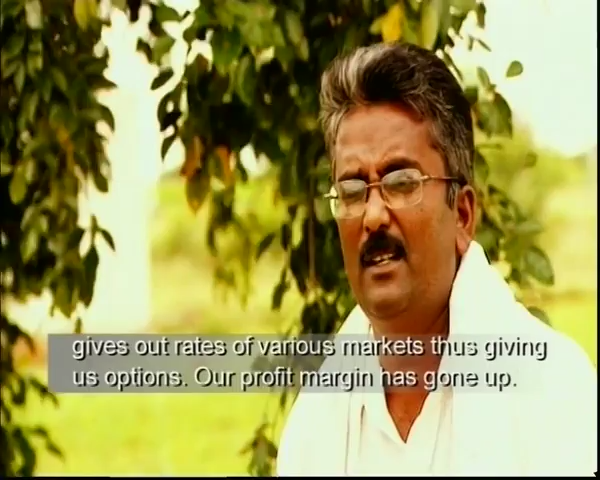 gives out rates of various markets thus giving
us options. Our profit margin has gone up.